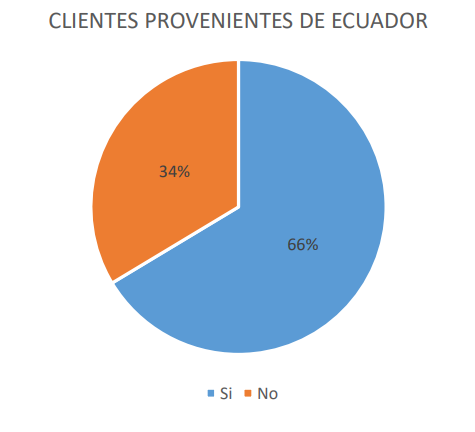 CLIENTES PROVENIENTES DE ECUADOR
34%
66%
Si No